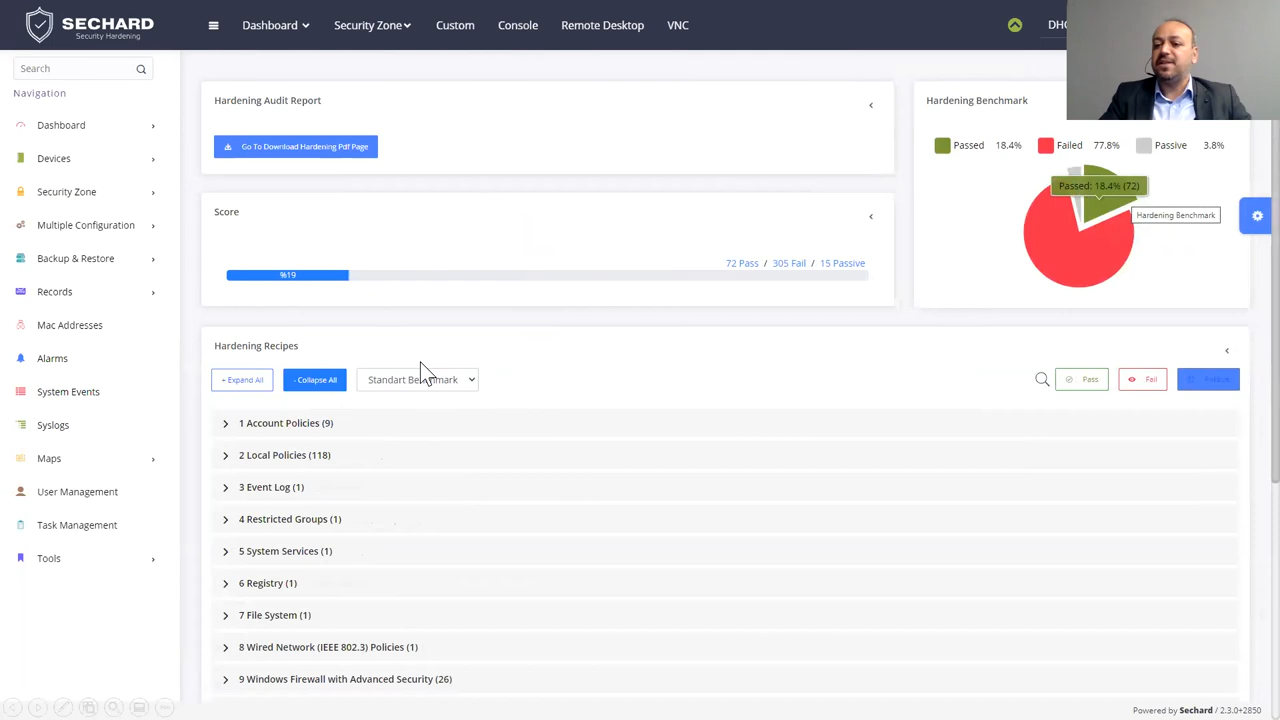 SECHARD
Security Hardening
Dashboard
Security Zone
Custom
Console
Remote Desktop
VNC
Search
Navigation
Dashboard
Devices
Security Zone
Multiple Configuration
Backup & Restore
Records
Mac Addresses
Alarms
System Events
Syslogs
Maps
User Management
Task Management
Tools
Hardening Audit Report
Go To Download Hardening Pdf Page
Score
%19
72 Pass / 305 Fail / 15 Passive
Hardening Benchmark
Passed 18.4% Failed 77.8% Passive 3.8%
Passed: 18.4% (72)
Hardening Benchmark
Hardening Recipes
+ Expand All
- Collapse All
Pass
Fail
1 Account Policies (9)
2 Local Policies (118)
3 Event Log (1)
4 Restricted Groups (1)
5 System Services (1)
6 Registry (1)
7 File System (1)
8 Wired Network (IEEE 802.3) Policies (1)
9 Windows Firewall with Advanced Security (26)
Powered by Sechard / 2.3.0+2850